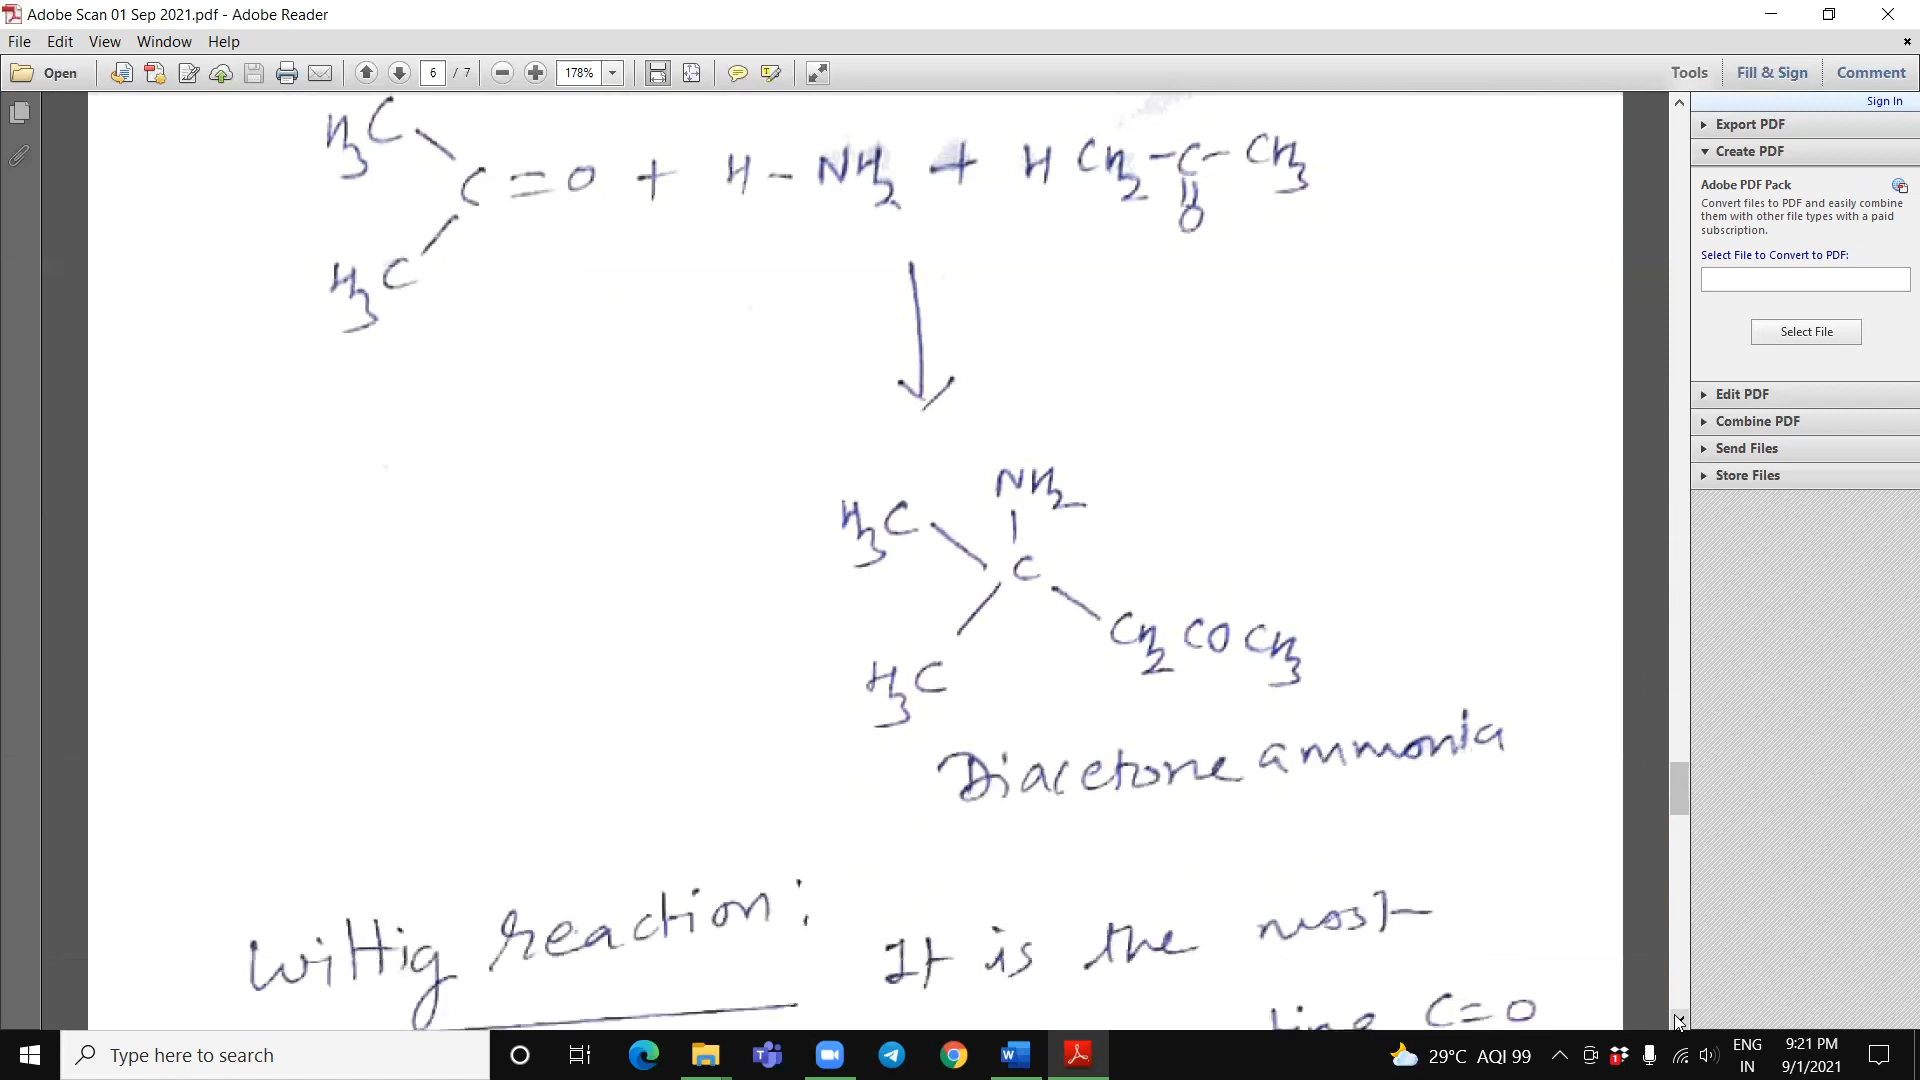 Adobe Scan 01 Sep 2021.pdf - Adobe Reader
File Edit View Window Help
Open 6 / 7 178% Tools Fill & Sign Comment
Sign In
Export PDF
Create PDF
Adobe PDF Pack
Convert files to PDF and easily combine
them with other file types with a paid
subscription.
Select File to Convert to PDF:
Select File
Edit PDF
Combine PDF
Send Files
Store Files
H3C
C=O + H-NH2 + H CH2-C-CH3
O
H3C
NH2
H3C
C
CH2 CO CH3
H3C
Diacetone ammonia
Wittig reaction: It is the most
C=O
Type here to search
29°C AQI 99
ENG
IN
9:21 PM
9/1/2021